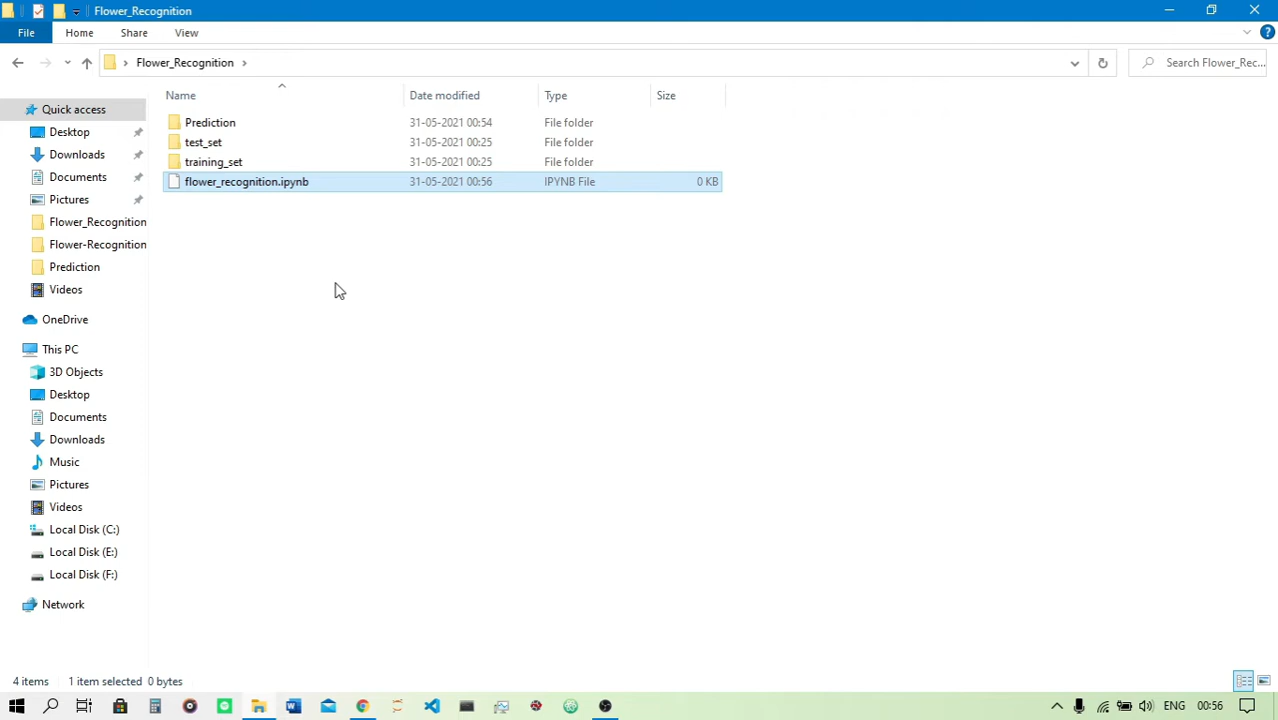 Flower_Recognition
File Home Share View
Flower_Recognition
Search Flower_Rec...
Name Date modified Type Size
Prediction 31-05-2021 00:54 File folder
test_set 31-05-2021 00:25 File folder
training_set 31-05-2021 00:25 File folder
flower_recognition.ipynb 31-05-2021 00:56 IPYNB File 0 KB
Quick access
Desktop
Downloads
Documents
Pictures
Flower_Recognition
Flower-Recognition
Prediction
Videos
OneDrive
This PC
3D Objects
Desktop
Documents
Downloads
Music
Pictures
Videos
Local Disk (C:)
Local Disk (E:)
Local Disk (F:)
Network
4 items 1 item selected 0 bytes
ENG 00:56